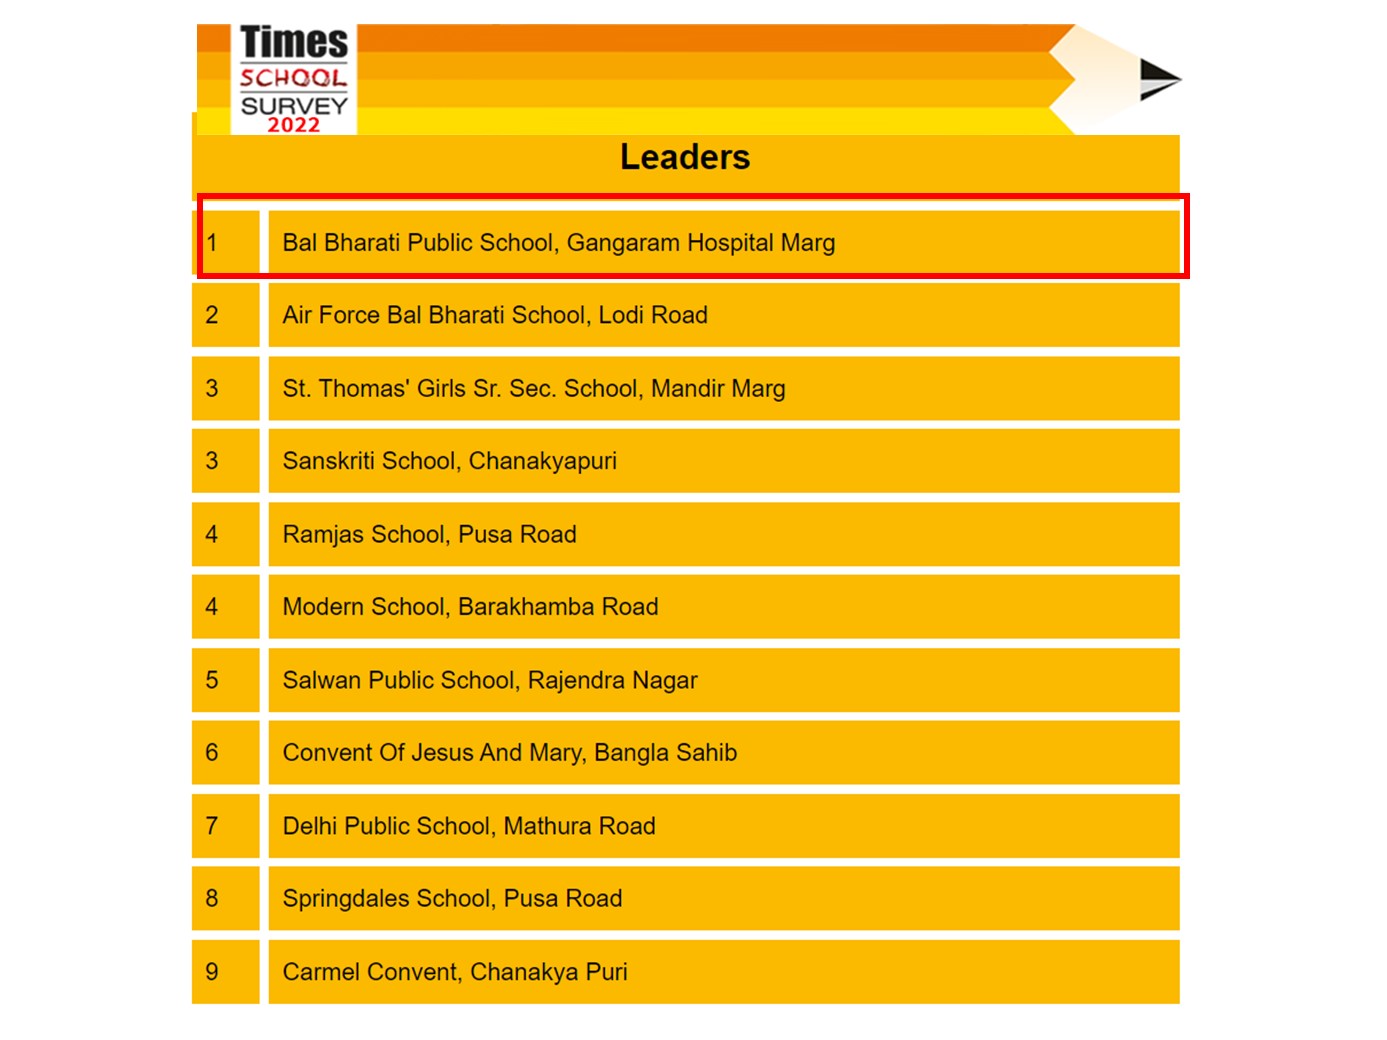 Times
SCHOOL
SURVEY
2022
Leaders
1 Bal Bharati Public School, Gangaram Hospital Marg
2 Air Force Bal Bharati School, Lodi Road
3 St. Thomas' Girls Sr. Sec. School, Mandir Marg
3 Sanskriti School, Chanakyapuri
4 Ramjas School, Pusa Road
4 Modern School, Barakhamba Road
5 Salwan Public School, Rajendra Nagar
6 Convent Of Jesus And Mary, Bangla Sahib
7 Delhi Public School, Mathura Road
8 Springdales School, Pusa Road
9 Carmel Convent, Chanakya Puri